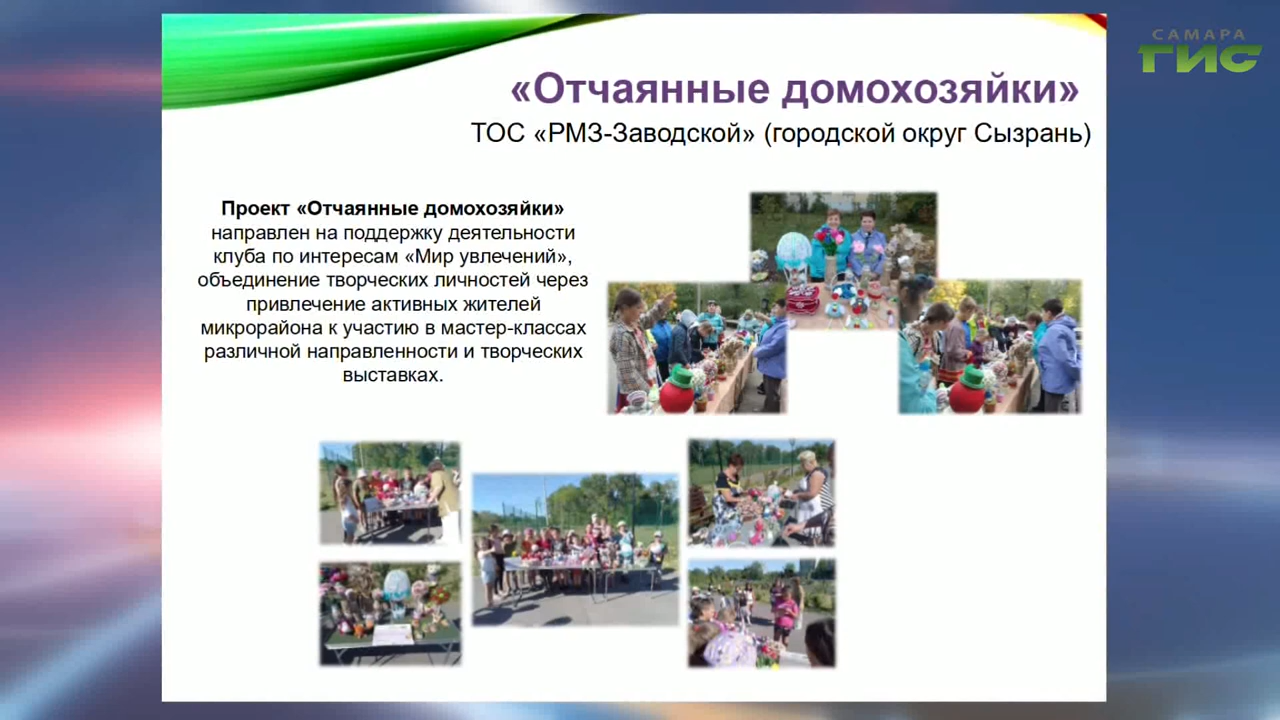 САМАРА
ГИС
«Отчаянные домохозяйки»
ТОС «РМЗ-Заводской» (городской округ Сызрань)
Проект «Отчаянные домохозяйки»
направлен на поддержку деятельности
клуба по интересам «Мир увлечений»,
объединение творческих личностей через
привлечение активных жителей
микрорайона к участию в мастер-классах
различной направленности и творческих
выставках.